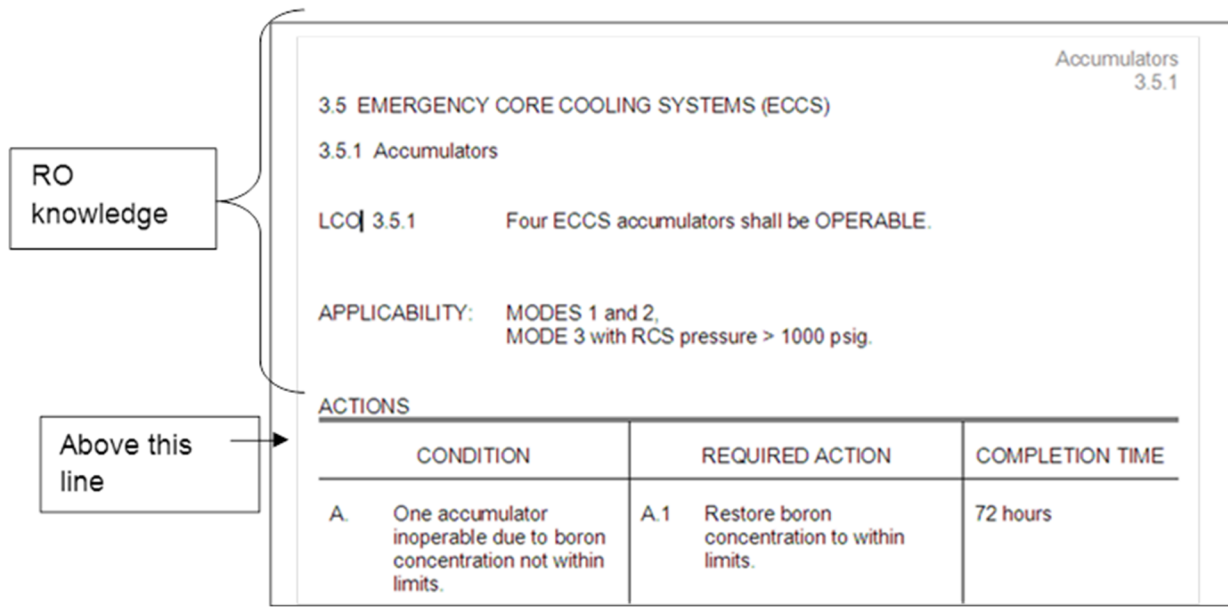 Accumulators
3.5.1
3.5 EMERGENCY CORE COOLING SYSTEMS (ECCS)
3.5.1 Accumulators
RO
knowledge
LCO 3.5.1 Four ECCS accumulators shall be OPERABLE.
APPLICABILITY: MODES 1 and 2,
MODE 3 with RCS pressure > 1000 psig.
ACTIONS
Above this
line
CONDITION REQUIRED ACTION COMPLETION TIME
A. One accumulator A.1 Restore boron 72 hours
inoperable due to boron concentration to within
concentration not within limits.
limits.